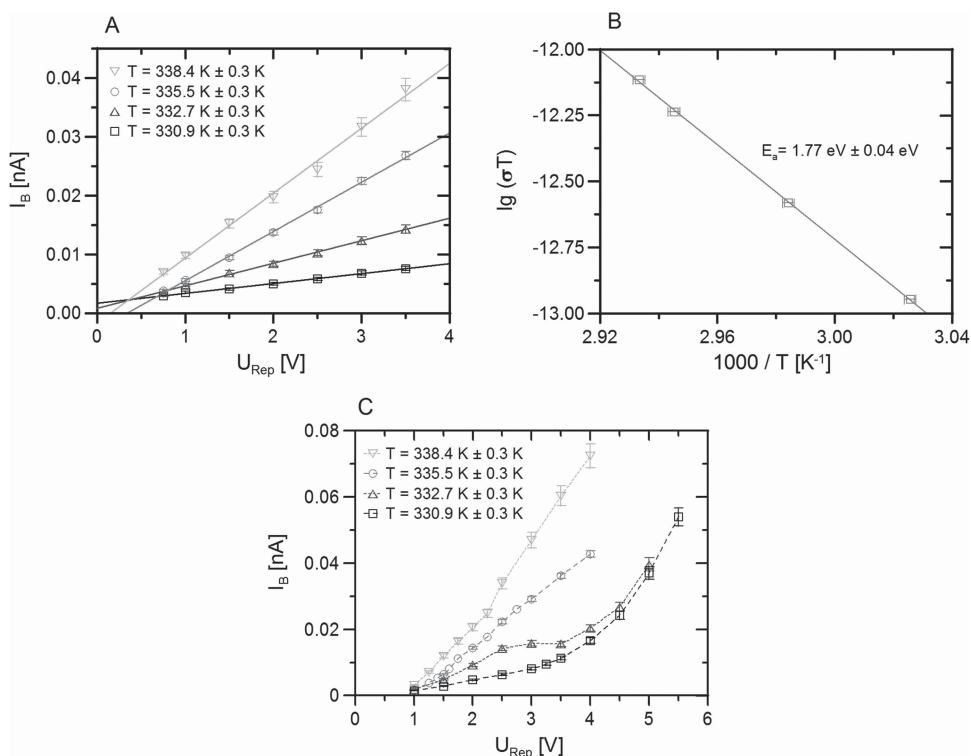 A
T = 338.4 K ± 0.3 K
T = 335.5 K ± 0.3 K
T = 332.7 K ± 0.3 K
T = 330.9 K ± 0.3 K
0.04
0.03
0.02
0.01
0.00
I_B [nA]
0 1 2 3 4
U_Rep [V]
B
-12.00
-12.25
-12.50
-12.75
-13.00
lg (σT)
E_a= 1.77 eV ± 0.04 eV
2.92 2.96 3.00 3.04
1000 / T [K⁻¹]
C
T = 338.4 K ± 0.3 K
T = 335.5 K ± 0.3 K
T = 332.7 K ± 0.3 K
T = 330.9 K ± 0.3 K
0.08
0.06
0.04
0.02
0
I_B [nA]
0 1 2 3 4 5 6
U_Rep [V]